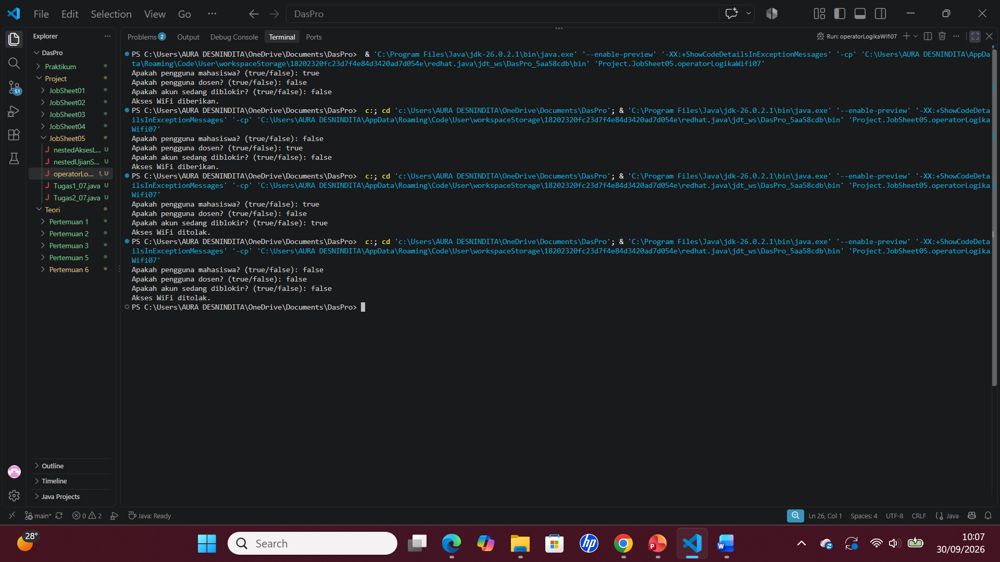 File Edit Selection View Go ··· DasPro
Explorer ···
DasPro
Praktikum
Project
JobSheet01
JobSheet02
JobSheet03
JobSheet04
JobSheet05
nestedAksesL... U
nestedUjianS... U
operatorLo... 1, U
Tugas1_07.java U
Tugas2_07.java U
Teori
Pertemuan 1
Pertemuan 2
Pertemuan 3
Pertemuan 5
Pertemuan 6
51
Outline
Timeline
Java Projects
Problems 2 Output Debug Console Terminal Ports Run: operatorLogikaWifi07
PS C:\Users\AURA DESNINDITA\OneDrive\Documents\DasPro> & 'C:\Program Files\Java\jdk-26.0.2.1\bin\java.exe' '--enable-preview' '-XX:+ShowCodeDetailsInExceptionMessages' '-cp' 'C:\Users\AURA DESNINDITA\AppDa
ta\Roaming\Code\User\workspaceStorage\18202320fc23d7f4e84d3420ad7d054e\redhat.java\jdt_ws\DasPro_5aa58cdb\bin' 'Project.JobSheet05.operatorLogikaWifi07'
Apakah pengguna mahasiswa? (true/false): true
Apakah pengguna dosen? (true/false): false
Apakah akun sedang diblokir? (true/false): false
Akses WiFi diberikan.
PS C:\Users\AURA DESNINDITA\OneDrive\Documents\DasPro> c:; cd 'c:\Users\AURA DESNINDITA\OneDrive\Documents\DasPro'; & 'C:\Program Files\Java\jdk-26.0.2.1\bin\java.exe' '--enable-preview' '-XX:+ShowCodeDeta
ilsInExceptionMessages' '-cp' 'C:\Users\AURA DESNINDITA\AppData\Roaming\Code\User\workspaceStorage\18202320fc23d7f4e84d3420ad7d054e\redhat.java\jdt_ws\DasPro_5aa58cdb\bin' 'Project.JobSheet05.operatorLogika
Wifi07'
Apakah pengguna mahasiswa? (true/false): false
Apakah pengguna dosen? (true/false): true
Apakah akun sedang diblokir? (true/false): false
Akses WiFi diberikan.
PS C:\Users\AURA DESNINDITA\OneDrive\Documents\DasPro> c:; cd 'c:\Users\AURA DESNINDITA\OneDrive\Documents\DasPro'; & 'C:\Program Files\Java\jdk-26.0.2.1\bin\java.exe' '--enable-preview' '-XX:+ShowCodeDeta
ilsInExceptionMessages' '-cp' 'C:\Users\AURA DESNINDITA\AppData\Roaming\Code\User\workspaceStorage\18202320fc23d7f4e84d3420ad7d054e\redhat.java\jdt_ws\DasPro_5aa58cdb\bin' 'Project.JobSheet05.operatorLogika
Wifi07'
Apakah pengguna mahasiswa? (true/false): true
Apakah pengguna dosen? (true/false): false
Apakah akun sedang diblokir? (true/false): true
Akses WiFi ditolak.
PS C:\Users\AURA DESNINDITA\OneDrive\Documents\DasPro> c:; cd 'c:\Users\AURA DESNINDITA\OneDrive\Documents\DasPro'; & 'C:\Program Files\Java\jdk-26.0.2.1\bin\java.exe' '--enable-preview' '-XX:+ShowCodeDeta
ilsInExceptionMessages' '-cp' 'C:\Users\AURA DESNINDITA\AppData\Roaming\Code\User\workspaceStorage\18202320fc23d7f4e84d3420ad7d054e\redhat.java\jdt_ws\DasPro_5aa58cdb\bin' 'Project.JobSheet05.operatorLogika
Wifi07'
Apakah pengguna mahasiswa? (true/false): false
Apakah pengguna dosen? (true/false): false
Apakah akun sedang diblokir? (true/false): false
Akses WiFi ditolak.
PS C:\Users\AURA DESNINDITA\OneDrive\Documents\DasPro>
main* 0 2 Java: Ready Ln 26, Col 1 Spaces: 4 UTF-8 CRLF Java
28° Search hp P W 10:07
30/09/2026